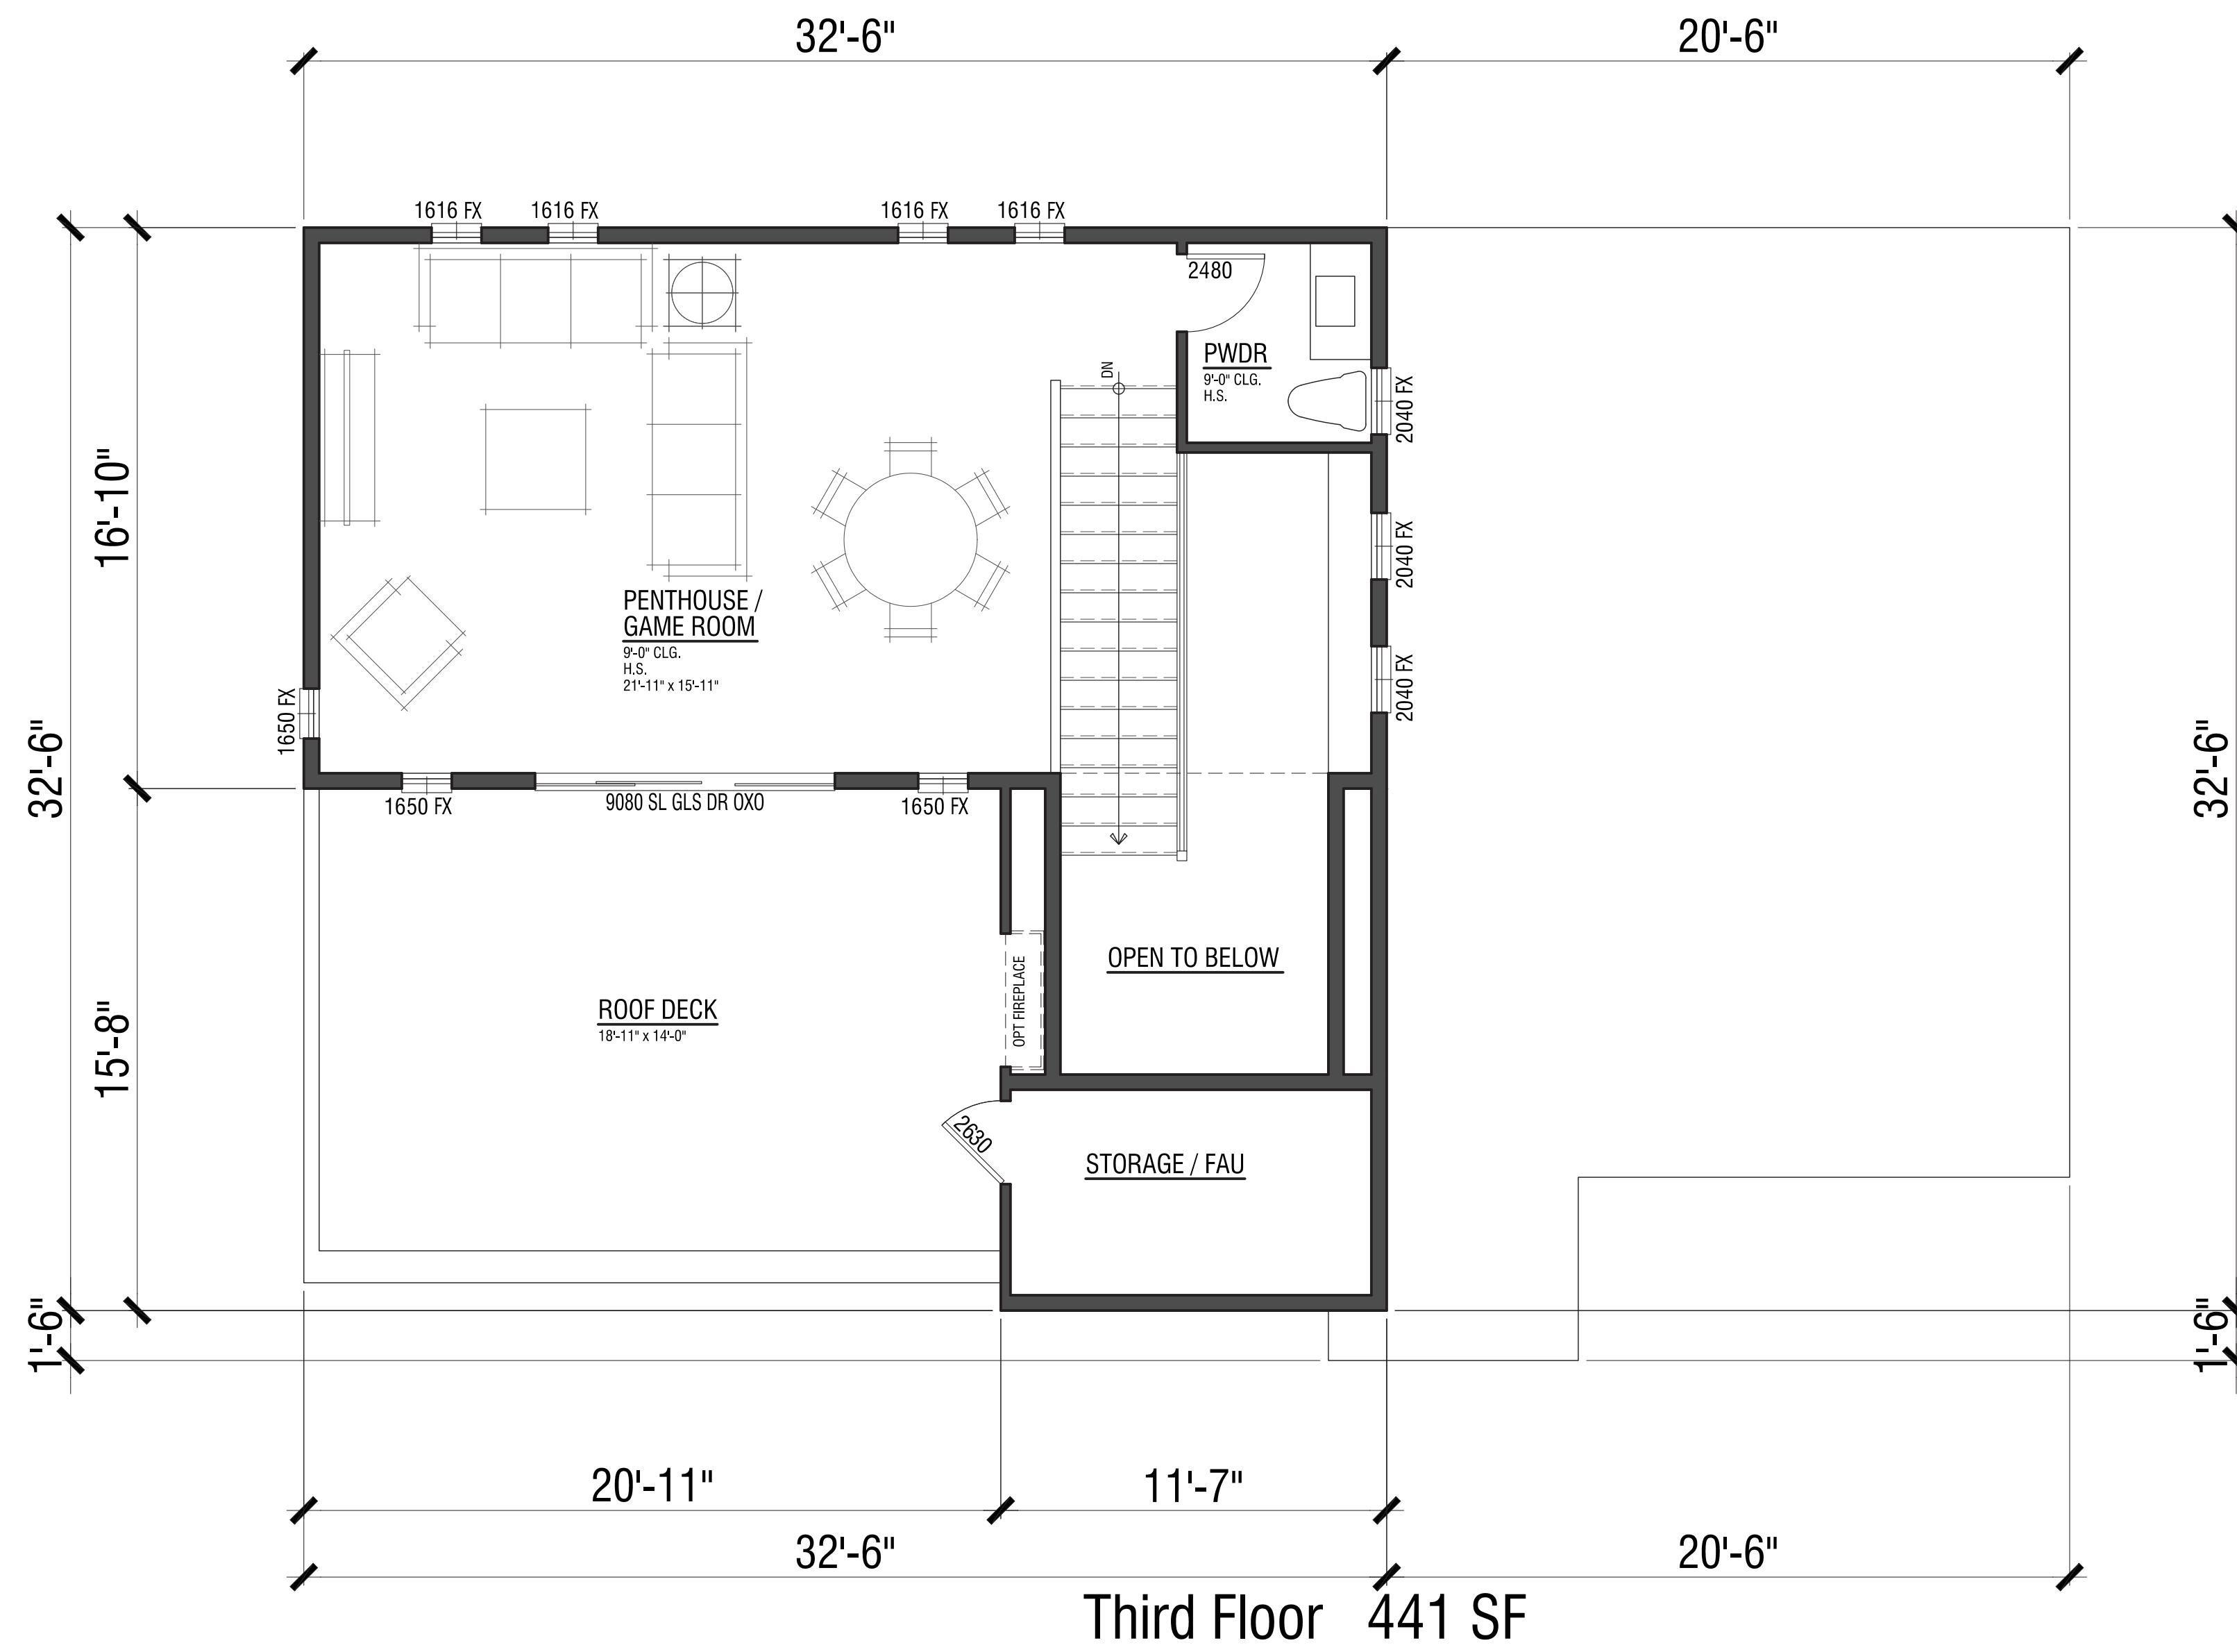 32'-6" 20'-6"
1616 FX 1616 FX 1616 FX 1616 FX
2480
PWDR
9'-0" CLG.
H.S.
DN
2040 FX
2040 FX
2040 FX
16'-10"
PENTHOUSE /
GAME ROOM
9'-0" CLG.
H.S.
21'-11" x 15'-11"
1650 FX
32'-6"
32'-6"
1650 FX 9080 SL GLS DR OXO 1650 FX
OPEN TO BELOW
OPT FIREPLACE
ROOF DECK
18'-11" x 14'-0"
15'-8"
2630
STORAGE / FAU
1'-6"
1'-6"
20'-11" 11'-7"
32'-6" 20'-6"
Third Floor 441 SF